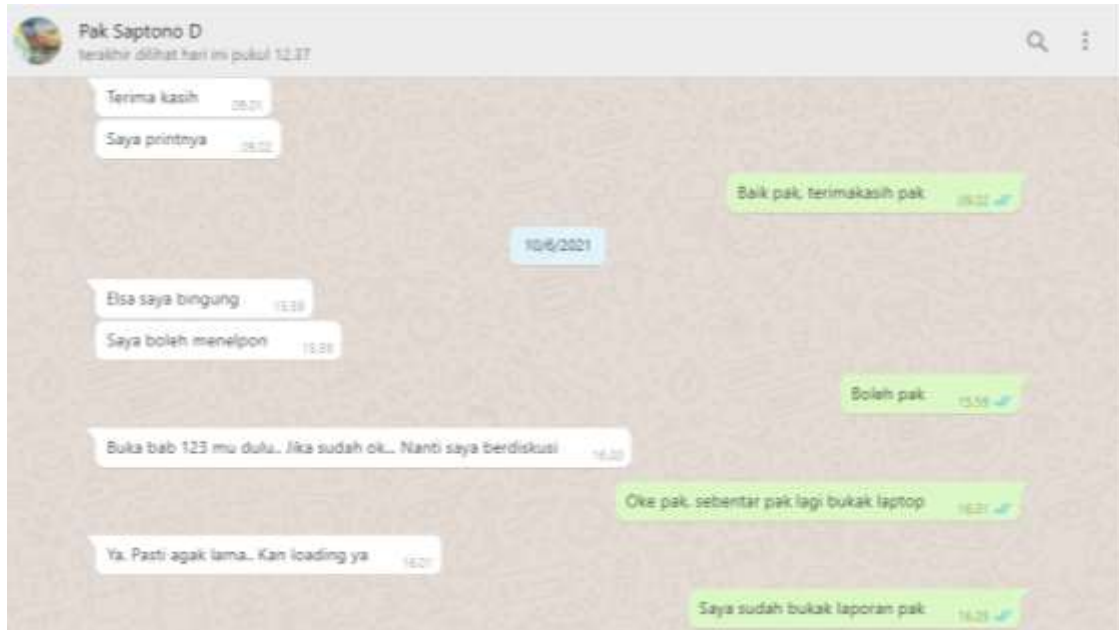 Pak Saptono D
terakhir dilihat hari ini pukul 12.37
Terima kasih
Saya printnya
Baik pak, terimakasih pak
10/6/2021
Elsa saya bingung
Saya boleh menelpon
Boleh pak
Buka bab 123 mu dulu.. Jika sudah ok... Nanti saya berdiskusi
Oke pak, sebentar pak lagi bukak laptop
Ya. Pasti agak lama.. Kan loading ya
Saya sudah bukak laporan pak